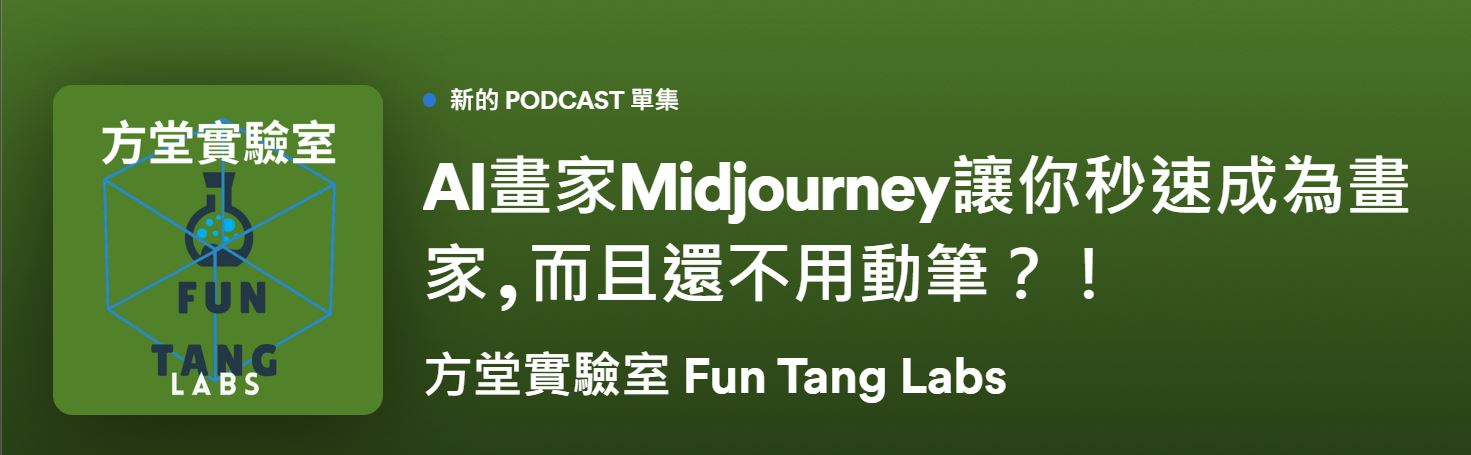 方堂實驗室
FUN
TANG
LABS
新的 PODCAST 單集
AI畫家Midjourney讓你秒速成為畫
家,而且還不用動筆？！
方堂實驗室 Fun Tang Labs